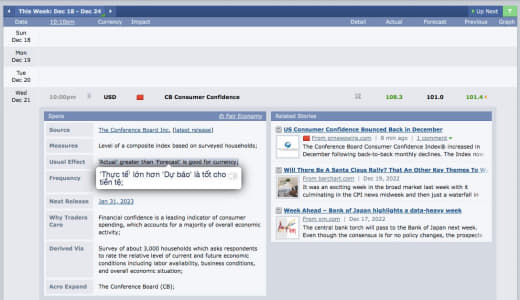 This Week: Dec 18 - Dec 24
Up Next
Date 10:10pm Currency Impact Detail Actual Forecast Previous Graph
Sun
Dec 18
Mon
Dec 19
Tue
Dec 20
Wed
Dec 21
10:00pm USD CB Consumer Confidence 108.3 101.0 101.4
Specs
© Fair Economy
Source The Conference Board Inc. (latest release)
Measures Level of a composite index based on surveyed households;
Usual Effect 'Actual' greater than 'Forecast' is good for currency;
Frequency
'Thực tế' lớn hơn 'Dự báo' là tốt cho
tiền tệ;
Next Release Jan 31, 2023
Why Traders
Care
Financial confidence is a leading indicator of consumer
spending, which accounts for a majority of overall economic
activity;
Derived Via Survey of about 3,000 households which asks respondents
to rate the relative level of current and future economic
conditions including labor availability, business conditions,
and overall economic situation;
Acro Expand The Conference Board (CB);
Related Stories
US Consumer Confidence Bounced Back in December
From prnewswire.com | 8 min ago | 1 comment
The Conference Board Consumer Confidence Index® increased in
December following back-to-back monthly declines. The Index now
Will There Be A Santa Claus Rally? That An Other Key Themes To
From barchart.com | Dec 19, 2022
It was an exciting week in the broad market last week with it
culminating in the CPI news midweek and then just a waterfall in
Week Ahead – Bank of Japan highlights a data-heavy week
From xm.com | Dec 17, 2022
The central bank torch will pass to the Bank of Japan next week.
Even though the consensus is for no policy changes, the prospects